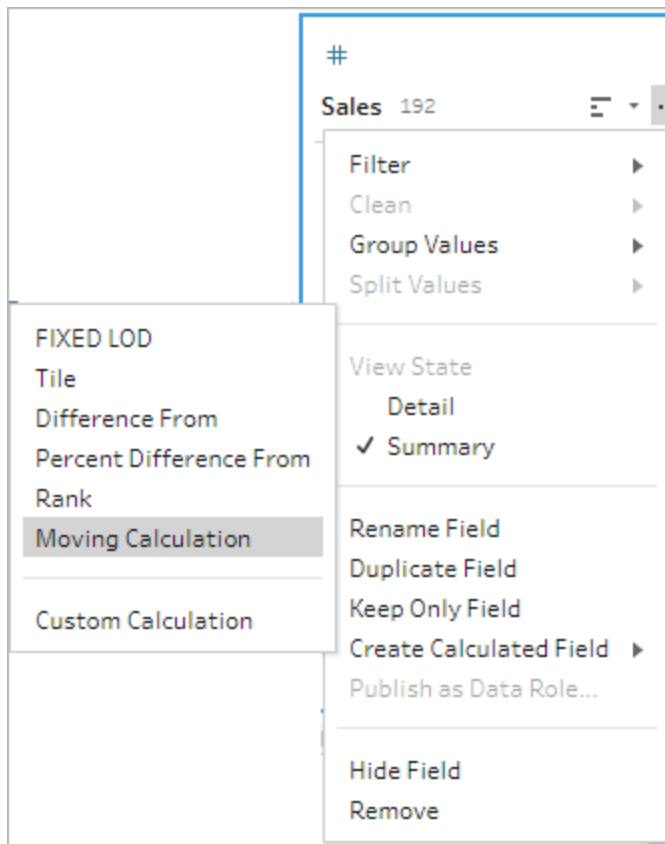 #
Sales 192
Filter
Clean
Group Values
Split Values
View State
Detail
✓ Summary
Rename Field
Duplicate Field
Keep Only Field
Create Calculated Field
Publish as Data Role...
Hide Field
Remove
FIXED LOD
Tile
Difference From
Percent Difference From
Rank
Moving Calculation
Custom Calculation